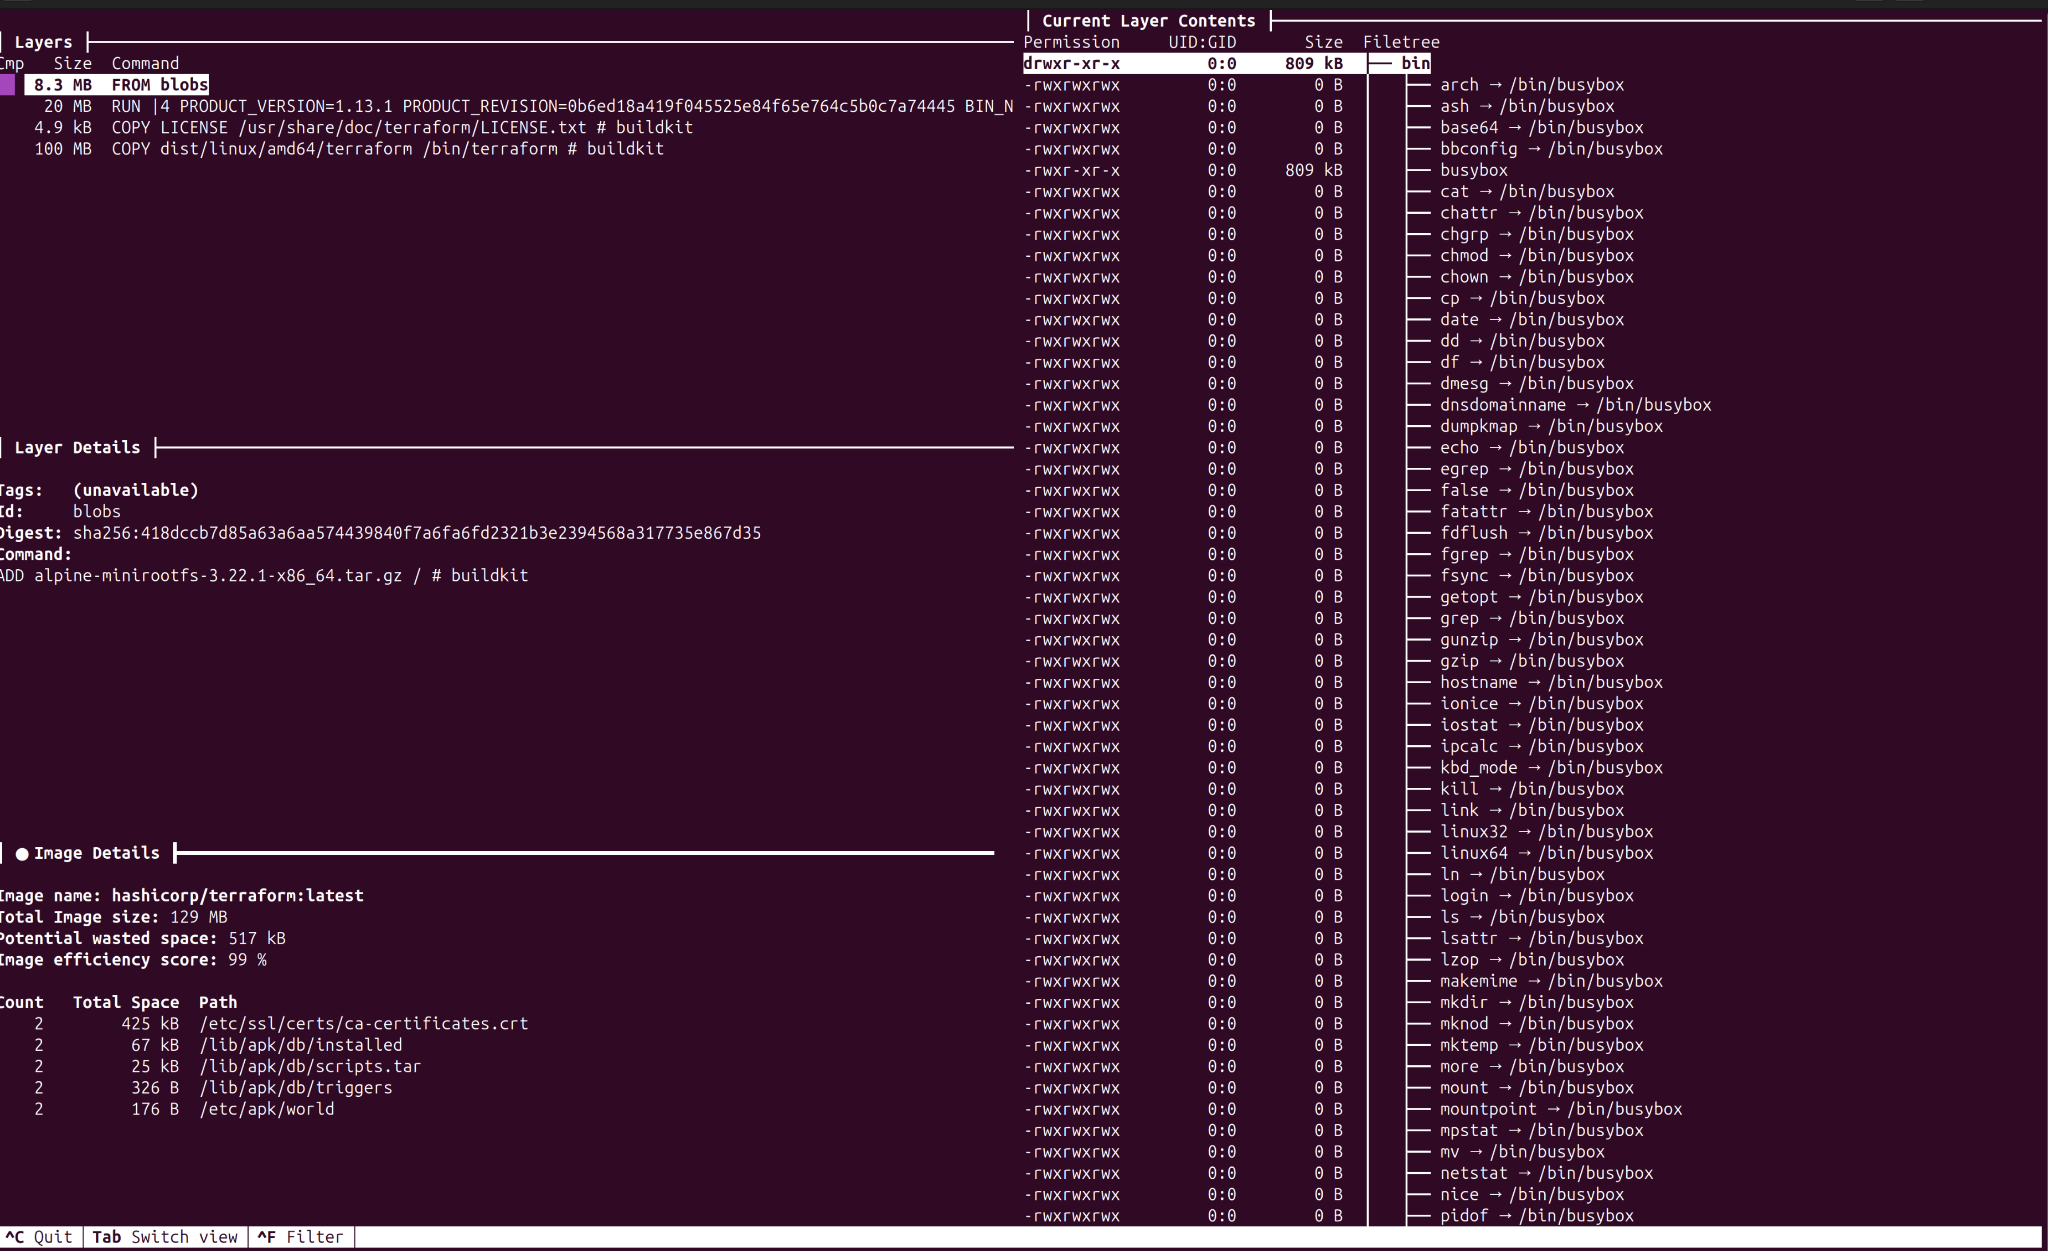 Layers
Cmp Size Command
8.3 MB FROM blobs
20 MB RUN |4 PRODUCT_VERSION=1.13.1 PRODUCT_REVISION=0b6ed18a419f045525e84f65e764c5b0c7a74445 BIN_N
4.9 kB COPY LICENSE /usr/share/doc/terraform/LICENSE.txt # buildkit
100 MB COPY dist/linux/amd64/terraform /bin/terraform # buildkit
Layer Details
Tags: (unavailable)
Id: blobs
Digest: sha256:418dccb7d85a63a6aa574439840f7a6fa6fd2321b3e2394568a317735e867d35
Command:
ADD alpine-minirootfs-3.22.1-x86_64.tar.gz / # buildkit
● Image Details
Image name: hashicorp/terraform:latest
Total Image size: 129 MB
Potential wasted space: 517 kB
Image efficiency score: 99 %
Count Total Space Path
2 425 kB /etc/ssl/certs/ca-certificates.crt
2 67 kB /lib/apk/db/installed
2 25 kB /lib/apk/db/scripts.tar
2 326 B /lib/apk/db/triggers
2 176 B /etc/apk/world
Current Layer Contents
Permission UID:GID Size Filetree
drwxr-xr-x 0:0 809 kB bin
-rwxrwxrwx 0:0 0 B arch → /bin/busybox
-rwxrwxrwx 0:0 0 B ash → /bin/busybox
-rwxrwxrwx 0:0 0 B base64 → /bin/busybox
-rwxrwxrwx 0:0 0 B bbconfig → /bin/busybox
-rwxr-xr-x 0:0 809 kB busybox
-rwxrwxrwx 0:0 0 B cat → /bin/busybox
-rwxrwxrwx 0:0 0 B chattr → /bin/busybox
-rwxrwxrwx 0:0 0 B chgrp → /bin/busybox
-rwxrwxrwx 0:0 0 B chmod → /bin/busybox
-rwxrwxrwx 0:0 0 B chown → /bin/busybox
-rwxrwxrwx 0:0 0 B cp → /bin/busybox
-rwxrwxrwx 0:0 0 B date → /bin/busybox
-rwxrwxrwx 0:0 0 B dd → /bin/busybox
-rwxrwxrwx 0:0 0 B df → /bin/busybox
-rwxrwxrwx 0:0 0 B dmesg → /bin/busybox
-rwxrwxrwx 0:0 0 B dnsdomainname → /bin/busybox
-rwxrwxrwx 0:0 0 B dumpkmap → /bin/busybox
-rwxrwxrwx 0:0 0 B echo → /bin/busybox
-rwxrwxrwx 0:0 0 B egrep → /bin/busybox
-rwxrwxrwx 0:0 0 B false → /bin/busybox
-rwxrwxrwx 0:0 0 B fatattr → /bin/busybox
-rwxrwxrwx 0:0 0 B fdflush → /bin/busybox
-rwxrwxrwx 0:0 0 B fgrep → /bin/busybox
-rwxrwxrwx 0:0 0 B fsync → /bin/busybox
-rwxrwxrwx 0:0 0 B getopt → /bin/busybox
-rwxrwxrwx 0:0 0 B grep → /bin/busybox
-rwxrwxrwx 0:0 0 B gunzip → /bin/busybox
-rwxrwxrwx 0:0 0 B gzip → /bin/busybox
-rwxrwxrwx 0:0 0 B hostname → /bin/busybox
-rwxrwxrwx 0:0 0 B ionice → /bin/busybox
-rwxrwxrwx 0:0 0 B iostat → /bin/busybox
-rwxrwxrwx 0:0 0 B ipcalc → /bin/busybox
-rwxrwxrwx 0:0 0 B kbd_mode → /bin/busybox
-rwxrwxrwx 0:0 0 B kill → /bin/busybox
-rwxrwxrwx 0:0 0 B link → /bin/busybox
-rwxrwxrwx 0:0 0 B linux32 → /bin/busybox
-rwxrwxrwx 0:0 0 B linux64 → /bin/busybox
-rwxrwxrwx 0:0 0 B ln → /bin/busybox
-rwxrwxrwx 0:0 0 B login → /bin/busybox
-rwxrwxrwx 0:0 0 B ls → /bin/busybox
-rwxrwxrwx 0:0 0 B lsattr → /bin/busybox
-rwxrwxrwx 0:0 0 B lzop → /bin/busybox
-rwxrwxrwx 0:0 0 B makemime → /bin/busybox
-rwxrwxrwx 0:0 0 B mkdir → /bin/busybox
-rwxrwxrwx 0:0 0 B mknod → /bin/busybox
-rwxrwxrwx 0:0 0 B mktemp → /bin/busybox
-rwxrwxrwx 0:0 0 B more → /bin/busybox
-rwxrwxrwx 0:0 0 B mount → /bin/busybox
-rwxrwxrwx 0:0 0 B mountpoint → /bin/busybox
-rwxrwxrwx 0:0 0 B mpstat → /bin/busybox
-rwxrwxrwx 0:0 0 B mv → /bin/busybox
-rwxrwxrwx 0:0 0 B netstat → /bin/busybox
-rwxrwxrwx 0:0 0 B nice → /bin/busybox
-rwxrwxrwx 0:0 0 B pidof → /bin/busybox
^C Quit Tab Switch view ^F Filter